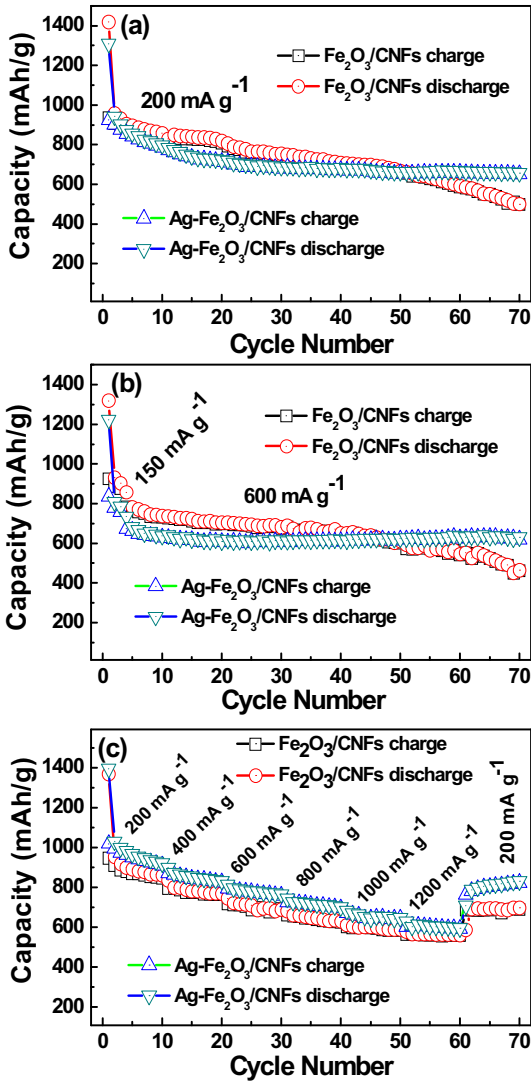 (a)
Fe₂O₃/CNFs charge
Fe₂O₃/CNFs discharge
200 mA g⁻¹
Ag-Fe₂O₃/CNFs charge
Ag-Fe₂O₃/CNFs discharge
1400
1200
1000
800
600
400
200
0 10 20 30 40 50 60 70
Capacity (mAh/g)
Cycle Number
(b)
Fe₂O₃/CNFs charge
Fe₂O₃/CNFs discharge
150 mA g⁻¹
600 mA g⁻¹
Ag-Fe₂O₃/CNFs charge
Ag-Fe₂O₃/CNFs discharge
1400
1200
1000
800
600
400
200
0 10 20 30 40 50 60 70
Capacity (mAh/g)
Cycle Number
(c)
Fe₂O₃/CNFs charge
Fe₂O₃/CNFs discharge
200 mA g⁻¹
400 mA g⁻¹
600 mA g⁻¹
800 mA g⁻¹
1000 mA g⁻¹
1200 mA g⁻¹
200 mA g⁻¹
Ag-Fe₂O₃/CNFs charge
Ag-Fe₂O₃/CNFs discharge
1400
1200
1000
800
600
400
200
0 10 20 30 40 50 60 70
Capacity (mAh/g)
Cycle Number